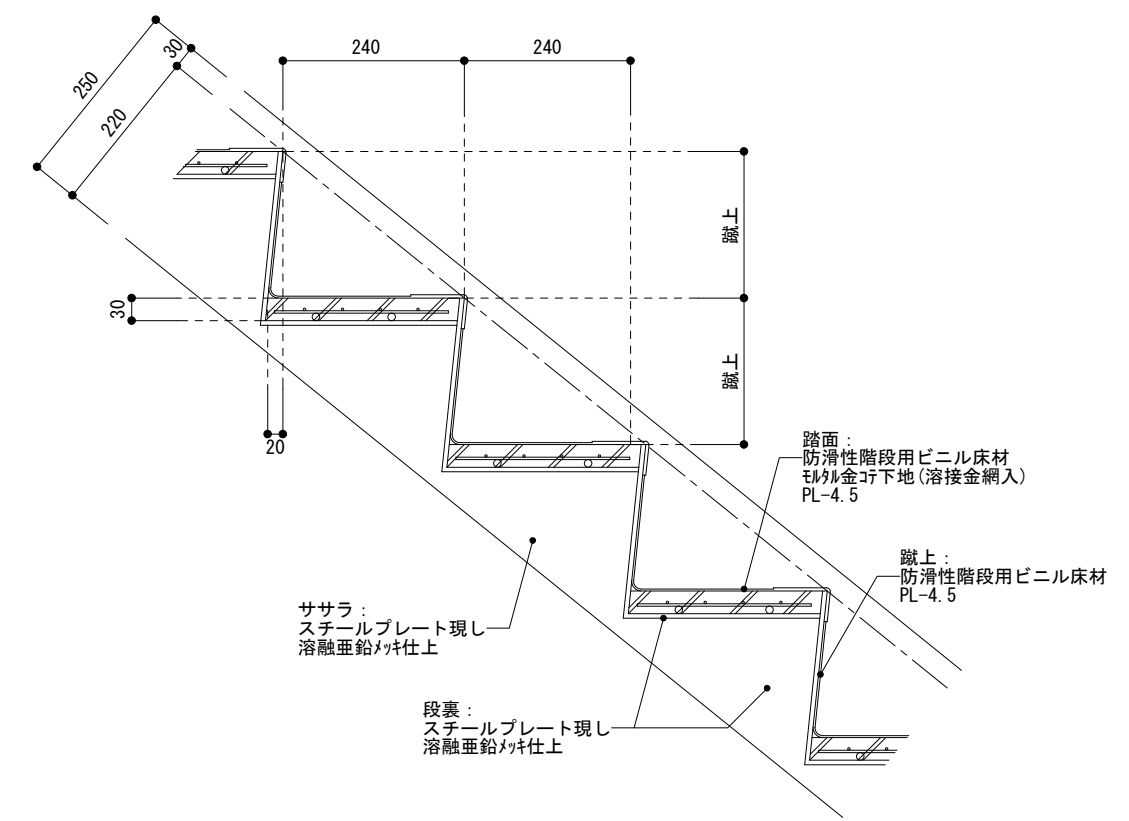 30
250
220
240
240
蹴上
30
蹴上
20
踏面：
防滑性階段用ビニル床材
ﾓﾙﾀﾙ金ｺﾃ下地(溶接金網入)
PL-4.5
蹴上：
防滑性階段用ビニル床材
PL-4.5
ササラ：
スチールプレート現し
溶融亜鉛ﾒｯｷ仕上
段裏：
スチールプレート現し
溶融亜鉛ﾒｯｷ仕上